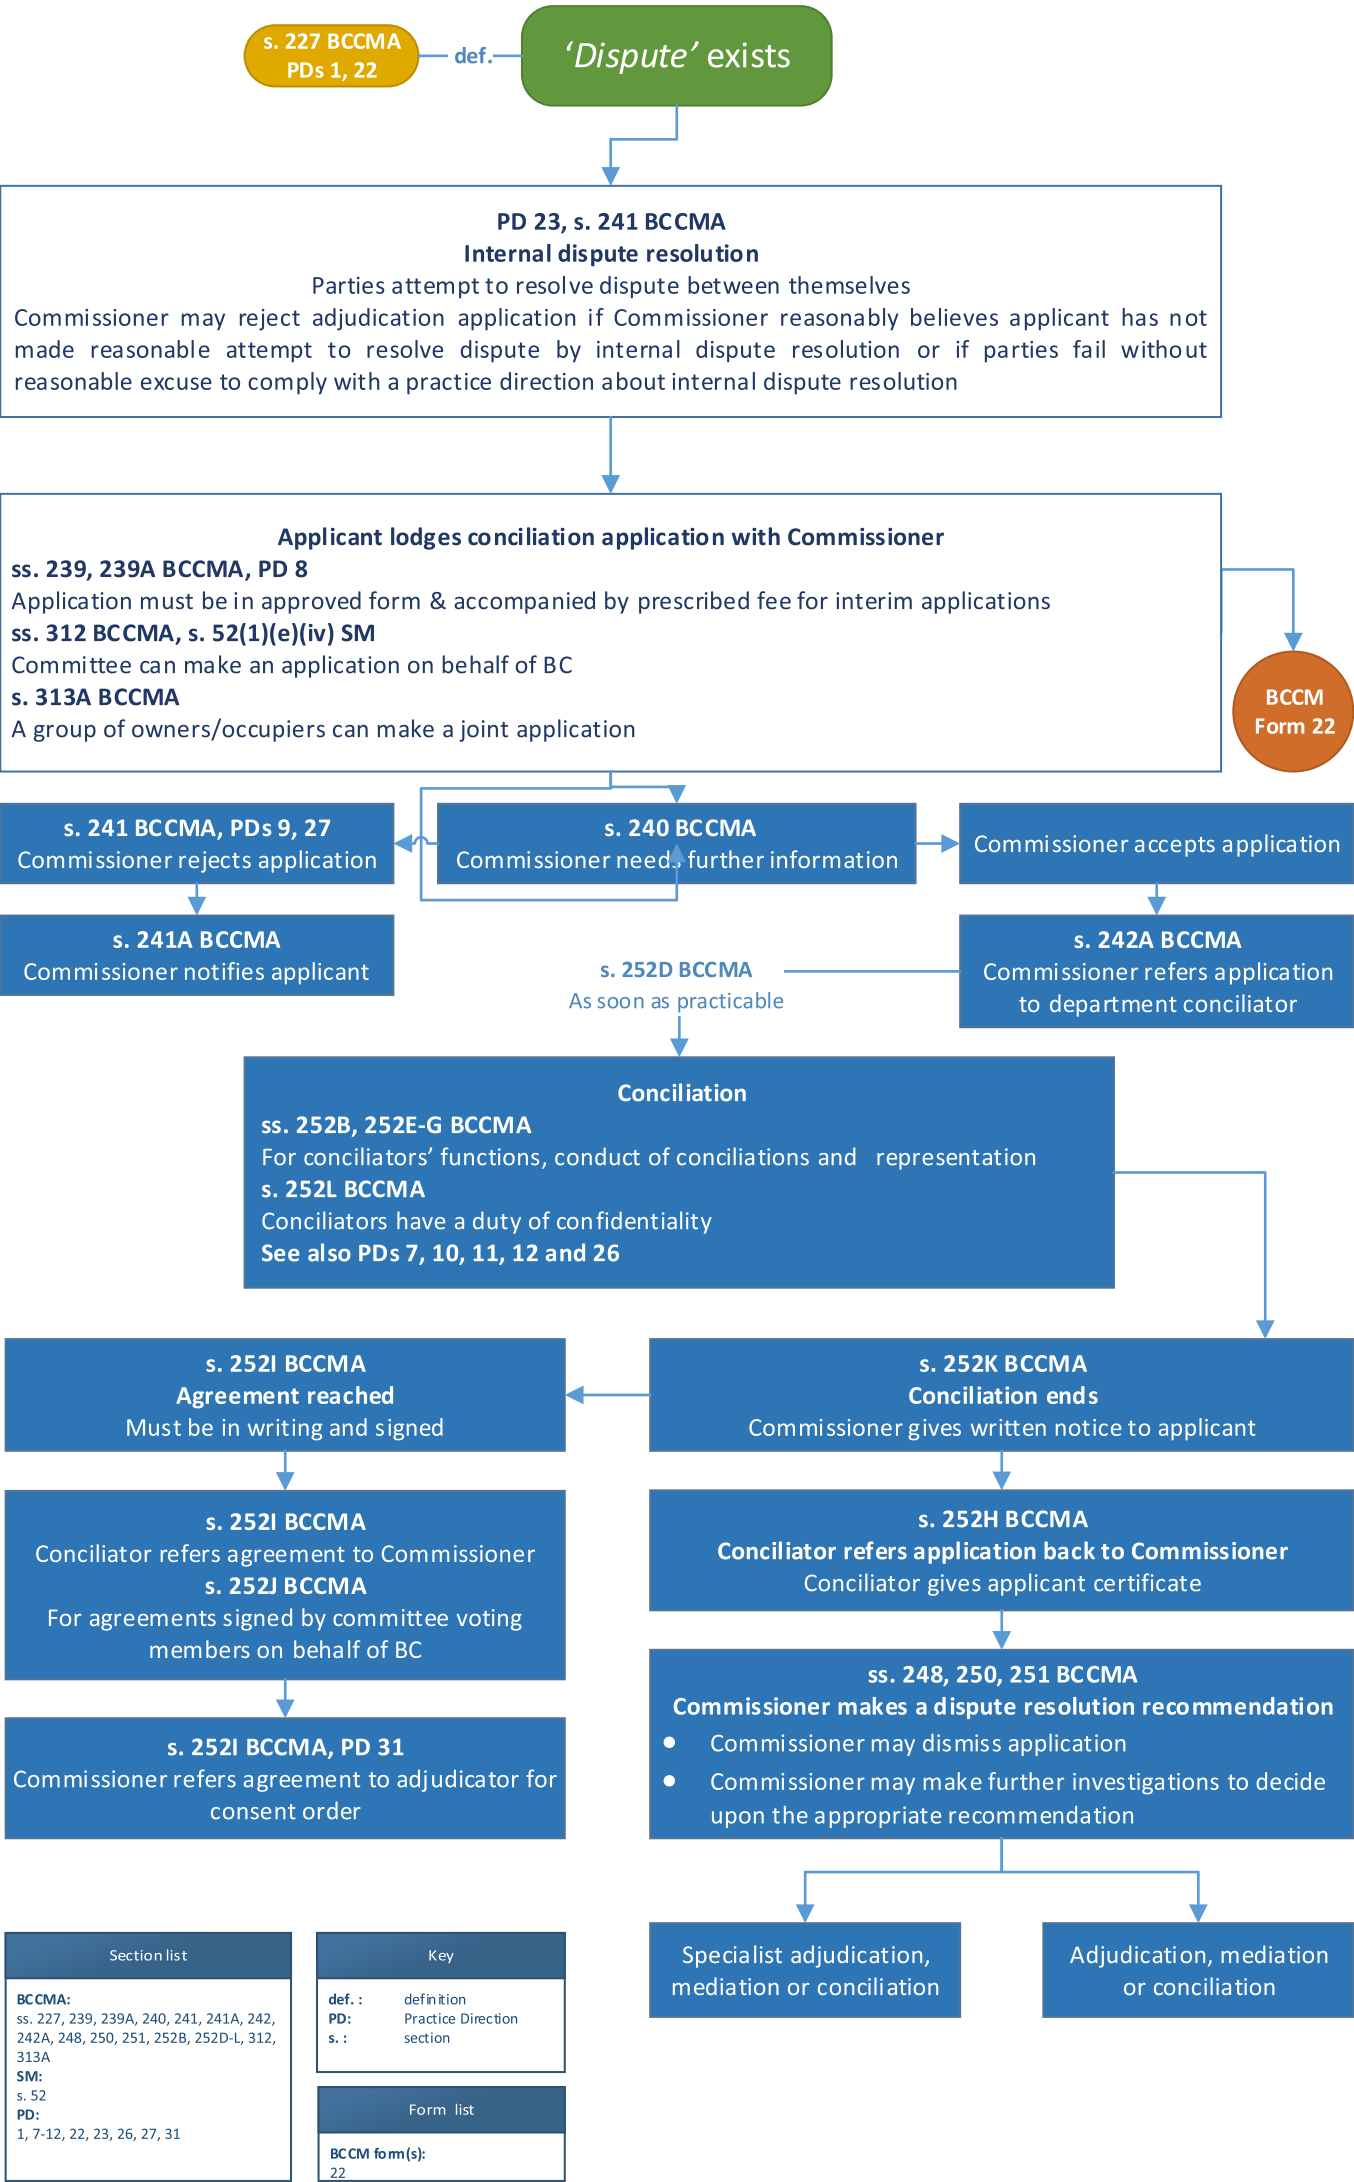 s. 227 BCCMA
PDs 1, 22
def.
‘Dispute’ exists
PD 23, s. 241 BCCMA
Internal dispute resolution
Parties attempt to resolve dispute between themselves
Commissioner may reject adjudication application if Commissioner reasonably believes applicant has not
made reasonable attempt to resolve dispute by internal dispute resolution or if parties fail without
reasonable excuse to comply with a practice direction about internal dispute resolution
Applicant lodges conciliation application with Commissioner
ss. 239, 239A BCCMA, PD 8
Application must be in approved form & accompanied by prescribed fee for interim applications
ss. 312 BCCMA, s. 52(1)(e)(iv) SM
Committee can make an application on behalf of BC
s. 313A BCCMA
A group of owners/occupiers can make a joint application
BCCM
Form 22
s. 241 BCCMA, PDs 9, 27
Commissioner rejects application
s. 240 BCCMA
Commissioner needs further information
Commissioner accepts application
s. 241A BCCMA
Commissioner notifies applicant
s. 242A BCCMA
Commissioner refers application
to department conciliator
s. 252D BCCMA
As soon as practicable
Conciliation
ss. 252B, 252E-G BCCMA
For conciliators’ functions, conduct of conciliations and representation
s. 252L BCCMA
Conciliators have a duty of confidentiality
See also PDs 7, 10, 11, 12 and 26
s. 252I BCCMA
Agreement reached
Must be in writing and signed
s. 252K BCCMA
Conciliation ends
Commissioner gives written notice to applicant
s. 252I BCCMA
Conciliator refers agreement to Commissioner
s. 252J BCCMA
For agreements signed by committee voting
members on behalf of BC
s. 252H BCCMA
Conciliator refers application back to Commissioner
Conciliator gives applicant certificate
s. 252I BCCMA, PD 31
Commissioner refers agreement to adjudicator for
consent order
ss. 248, 250, 251 BCCMA
Commissioner makes a dispute resolution recommendation
● Commissioner may dismiss application
● Commissioner may make further investigations to decide
upon the appropriate recommendation
Specialist adjudication,
mediation or conciliation
Adjudication, mediation
or conciliation
Section list
BCCMA:
ss. 227, 239, 239A, 240, 241, 241A, 242,
242A, 248, 250, 251, 252B, 252D-L, 312,
313A
SM:
s. 52
PD:
1, 7-12, 22, 23, 26, 27, 31
Key
def. : definition
PD: Practice Direction
s. : section
Form list
BCCM form(s):
22